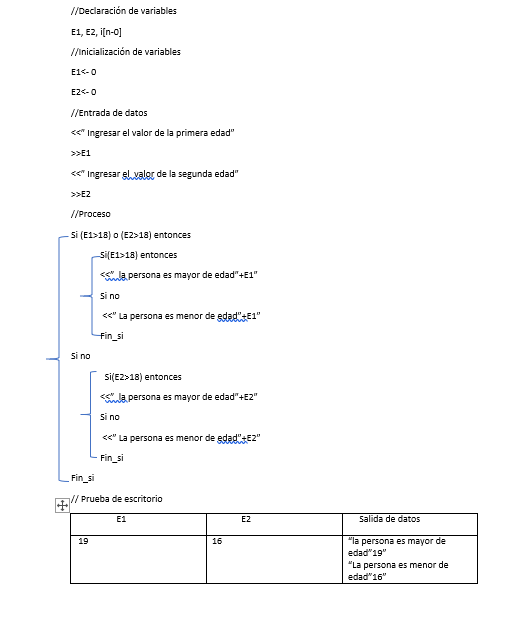 //Declaración de variables
E1, E2, i[n-0]
//Inicialización de variables
E1<- 0
E2<- 0
//Entrada de datos
<<" Ingresar el valor de la primera edad"
>>E1
<<" Ingresar el valor de la segunda edad"
>>E2
//Proceso
Si (E1>18) o (E2>18) entonces
Si(E1>18) entonces
<<" la persona es mayor de edad"+E1"
Si no
<<" La persona es menor de edad"+E1"
Fin_si
Si no
Si(E2>18) entonces
<<" la persona es mayor de edad"+E2"
Si no
<<" La persona es menor de edad"+E2"
Fin_si
Fin_si
// Prueba de escritorio
E1 E2 Salida de datos
19 16 "la persona es mayor de
edad"19"
"La persona es menor de
edad"16"